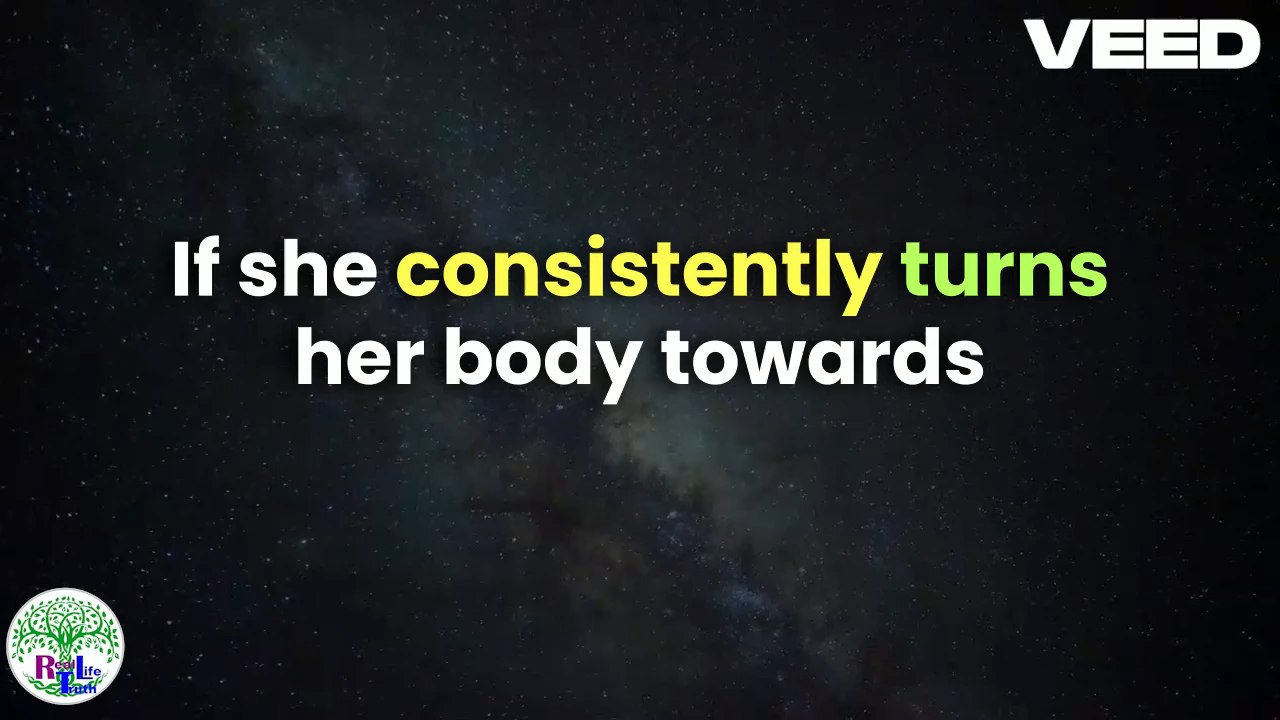 VEED
If she consistently turns
her body towards
Real Life
Truth